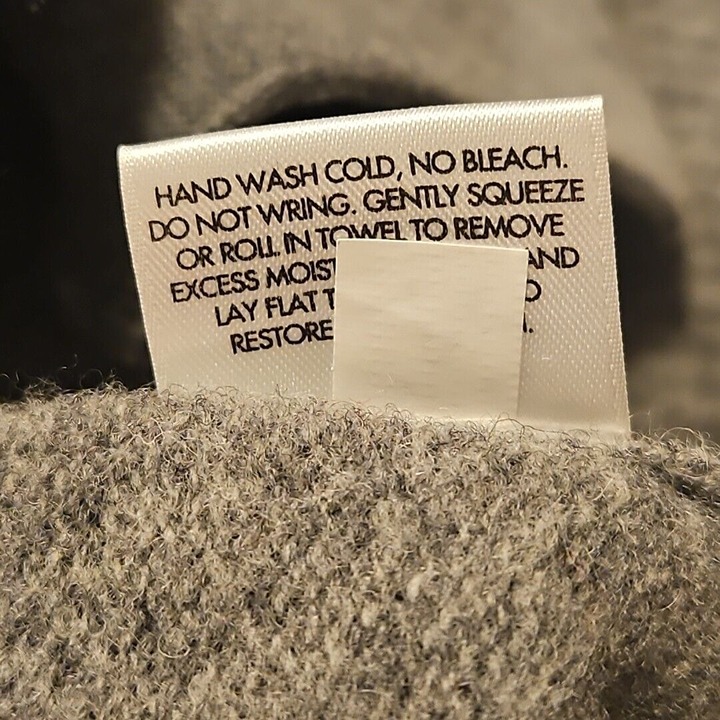 HAND WASH COLD, NO BLEACH.
DO NOT WRING. GENTLY SQUEEZE
OR ROLL IN TOWEL TO REMOVE
EXCESS AND
LAY FLAT
RESTORE